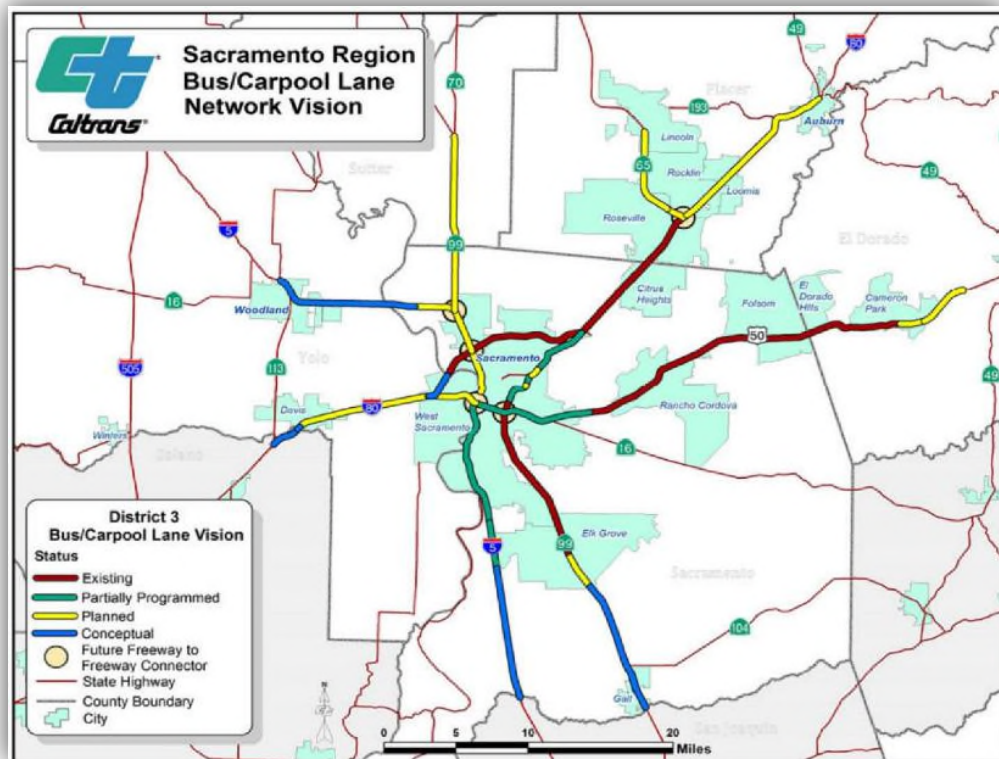 Caltrans
Sacramento Region
Bus/Carpool Lane
Network Vision
70
49
80
Placer
193
Auburn
Lincoln
65
Rocklin
Loomis
49
Sutter
5
99
Roseville
El Dorado
16
Woodland
Citrus
Heights
Folsom
El
Dorado
Hills
Cameron
Park
50
Sacramento
Yolo
505
113
49
Davis
80
West
Sacramento
Rancho Cordova
Winters
16
Solano
District 3
Bus/Carpool Lane Vision
Status
Existing
Partially Programmed
Planned
Conceptual
Future Freeway to
Freeway Connector
State Highway
County Boundary
City
5
99
Elk Grove
Sacramento
104
Galt
San Joaquin
N
0 5 10 20
Miles